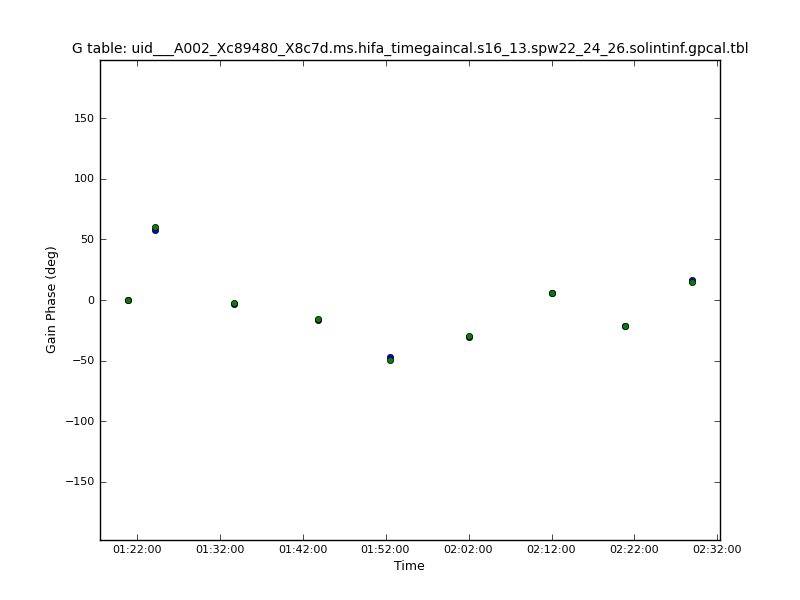 G table: uid___A002_Xc89480_X8c7d.ms.hifa_timegaincal.s16_13.spw22_24_26.solintinf.gpcal.tbl
150
100
50
0
−50
−100
−150
Gain Phase (deg)
01:22:00 01:32:00 01:42:00 01:52:00 02:02:00 02:12:00 02:22:00 02:32:00
Time